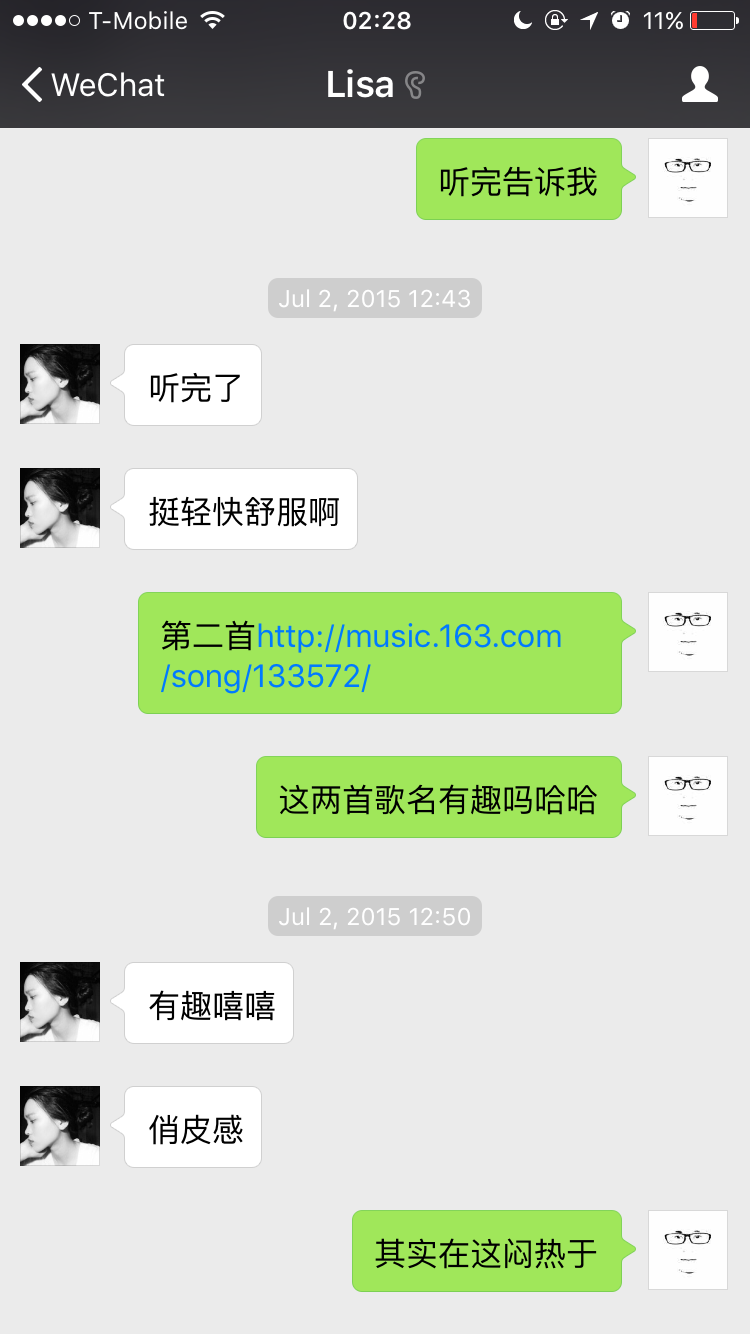 T-Mobile 02:28 11%
WeChat Lisa
听完告诉我
Jul 2, 2015 12:43
听完了
挺轻快舒服啊
第二首http://music.163.com
/song/133572/
这两首歌名有趣吗哈哈
Jul 2, 2015 12:50
有趣嘻嘻
俏皮感
其实在这闷热于